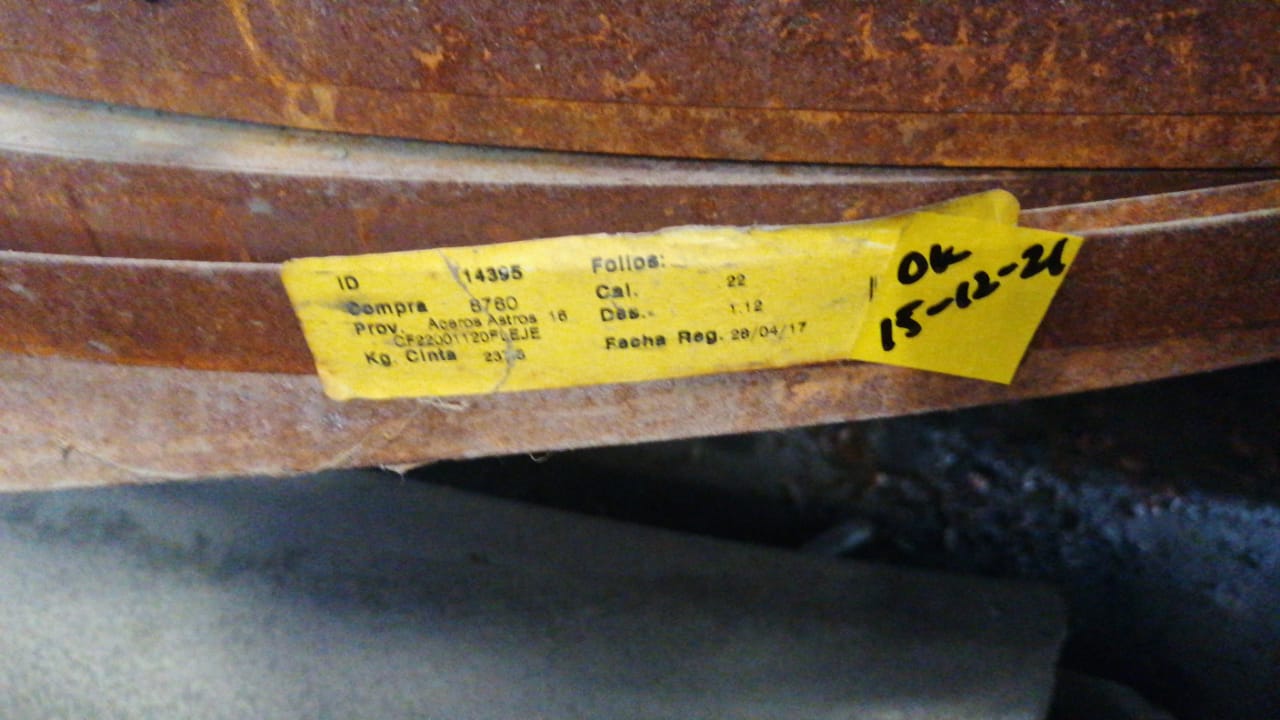 ID 14395
Compra 8760
Prov. Aceros Astros 16
CF22001120FLEJE
Kg. Cinta
Folios:
Cal. 22
Des. 1.12
Fecha Reg. 28/04/17
OK
15-12-21